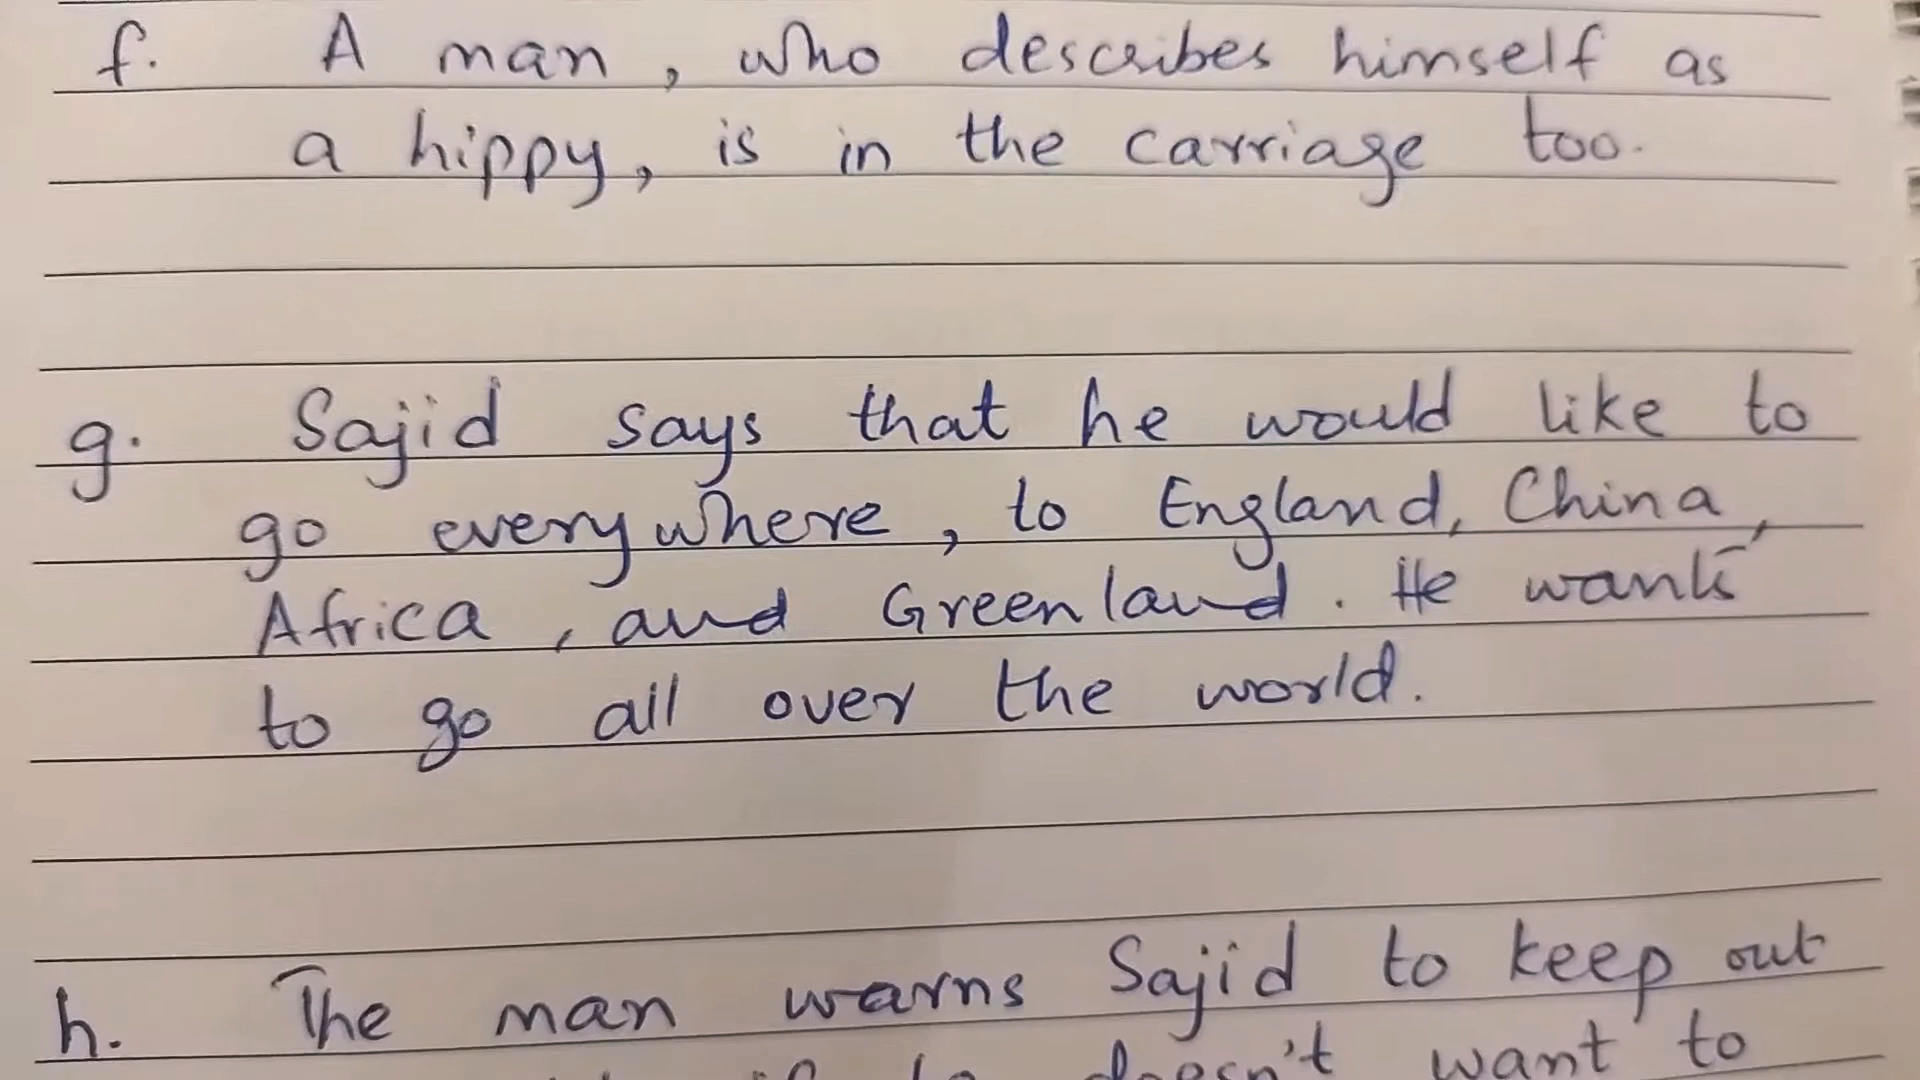 f. A man, who describes himself as
a hippy, is in the carriage too.
g. Sajid says that he would like to
go everywhere, to England, China,
Africa, and Greenland. He wants
to go all over the world.
h. The man warns Sajid to keep out
doesn't want to